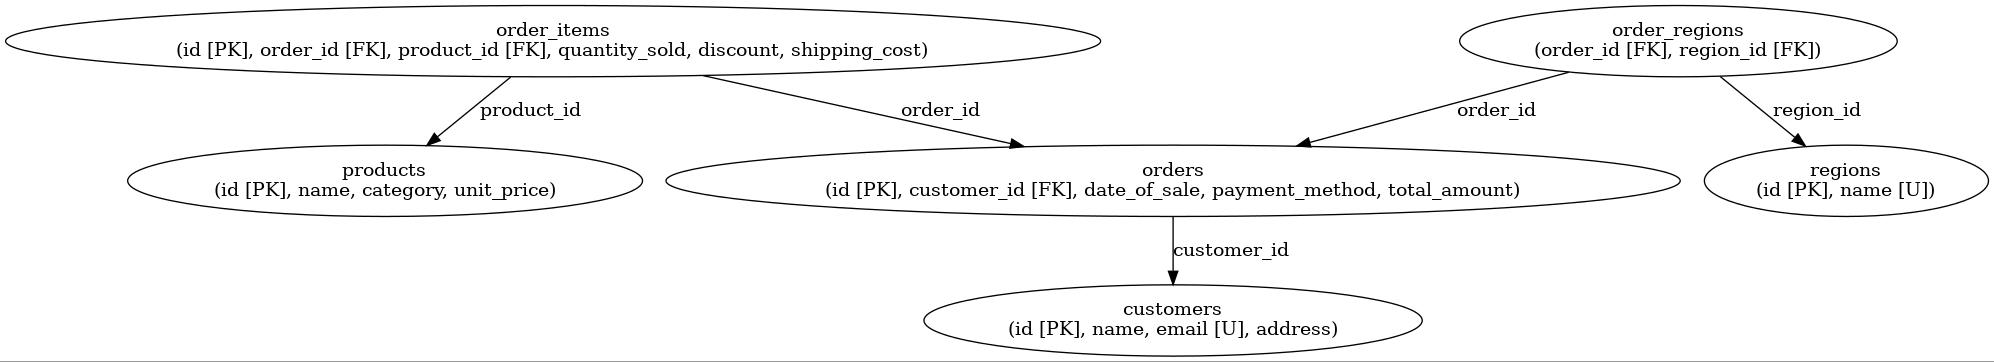 order_items
(id [PK], order_id [FK], product_id [FK], quantity_sold, discount, shipping_cost)
order_regions
(order_id [FK], region_id [FK])
product_id
order_id
order_id
region_id
products
(id [PK], name, category, unit_price)
orders
(id [PK], customer_id [FK], date_of_sale, payment_method, total_amount)
regions
(id [PK], name [U])
customer_id
customers
(id [PK], name, email [U], address)